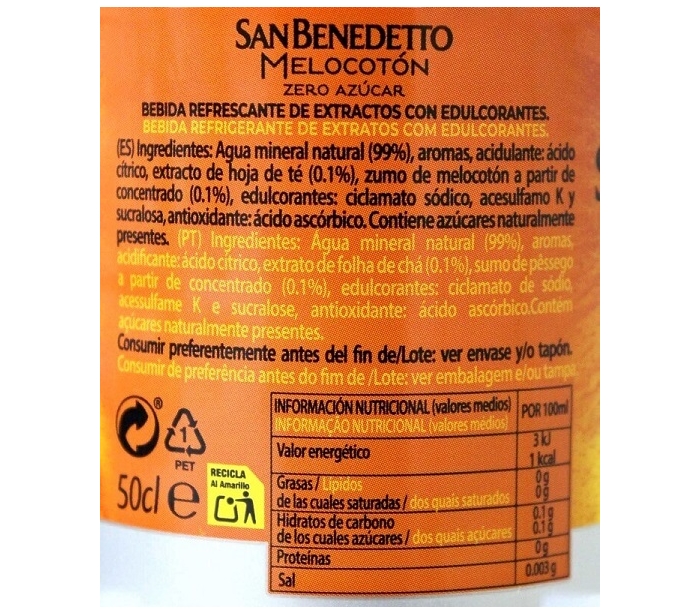 SAN BENEDETTO
MELOCOTÓN
ZERO AZÚCAR
BEBIDA REFRESCANTE DE EXTRACTOS CON EDULCORANTES.
BEBIDA REFRIGERANTE DE EXTRATOS COM EDULCORANTES.
(ES) Ingredientes: Agua mineral natural (99%), aromas, acidulante: ácido
cítrico, extracto de hoja de té (0.1%), zumo de melocotón a partir de
concentrado (0.1%), edulcorantes: ciclamato sódico, acesulfamo K y
sucralosa, antioxidante: ácido ascórbico. Contiene azúcares naturalmente
presentes. (PT) Ingredientes: Água mineral natural (99%), aromas,
acidificante: ácido cítrico, extrato de folha de chá (0.1%), sumo de pêssego
a partir de concentrado (0.1%), edulcorantes: ciclamato de sódio,
acessulfame K e sucralose, antioxidante: ácido ascórbico.Contém
açúcares naturalmente presentes.
Consumir preferentemente antes del fin de/Lote: ver envase y/o tapón.
Consumir de preferência antes do fim de /Lote: ver embalagem e/ou tampa.
®
1
PET
50cl e
RECICLA
Al Amarillo
INFORMACIÓN NUTRICIONAL (valores medios) POR 100ml
INFORMAÇÃO NUTRICIONAL (valores medios)
Valor energético 3 kJ
1 kcal
Grasas / Lípidos 0 g
de las cuales saturadas / dos quais saturados 0 g
Hidratos de carbono 0.1 g
de los cuales azúcares / dos quais açúcares 0.1 g
Proteínas 0 g
Sal 0.003 g